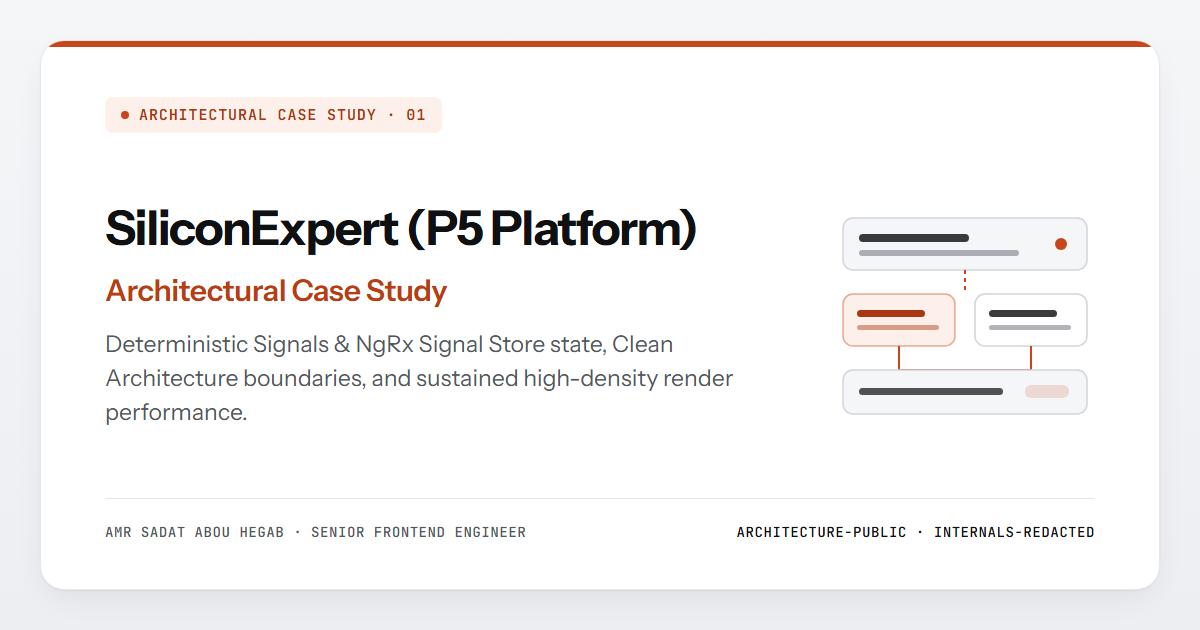 ARCHITECTURAL CASE STUDY · 01
SiliconExpert (P5 Platform)
Architectural Case Study
Deterministic Signals & NgRx Signal Store state, Clean
Architecture boundaries, and sustained high-density render
performance.
AMR SADAT ABOU HEGAB · SENIOR FRONTEND ENGINEER
ARCHITECTURE-PUBLIC · INTERNALS-REDACTED